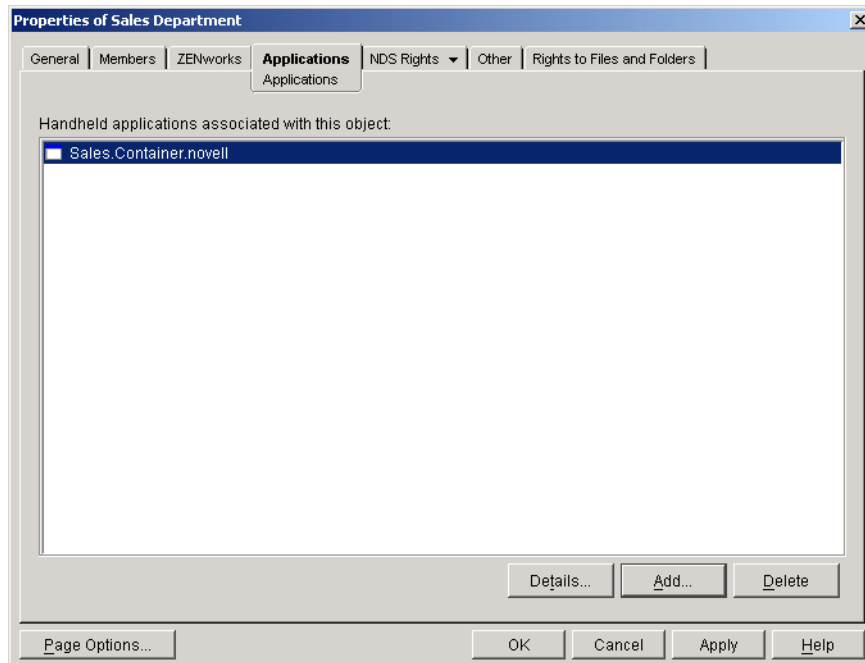 Properties of Sales Department
General Members ZENworks Applications NDS Rights Other Rights to Files and Folders
Applications
Handheld applications associated with this object:
Sales.Container.novell
Details... Add... Delete
Page Options... OK Cancel Apply Help